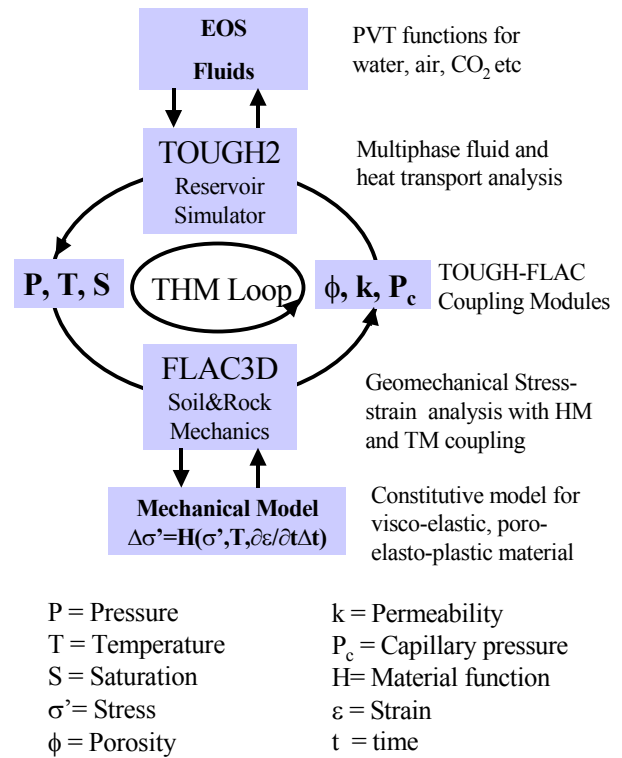 EOS
Fluids
PVT functions for
water, air, CO₂ etc
TOUGH2
Reservoir
Simulator
Multiphase fluid and
heat transport analysis
P, T, S
THM Loop
ϕ, k, P꜀
TOUGH-FLAC
Coupling Modules
FLAC3D
Soil&Rock
Mechanics
Geomechanical Stress-
strain analysis with HM
and TM coupling
Mechanical Model
Δσ’=H(σ’,T,∂ε/∂tΔt)
Constitutive model for
visco-elastic, poro-
elasto-plastic material
P = Pressure
T = Temperature
S = Saturation
σ’= Stress
ϕ = Porosity
k = Permeability
P꜀ = Capillary pressure
H= Material function
ε = Strain
t = time